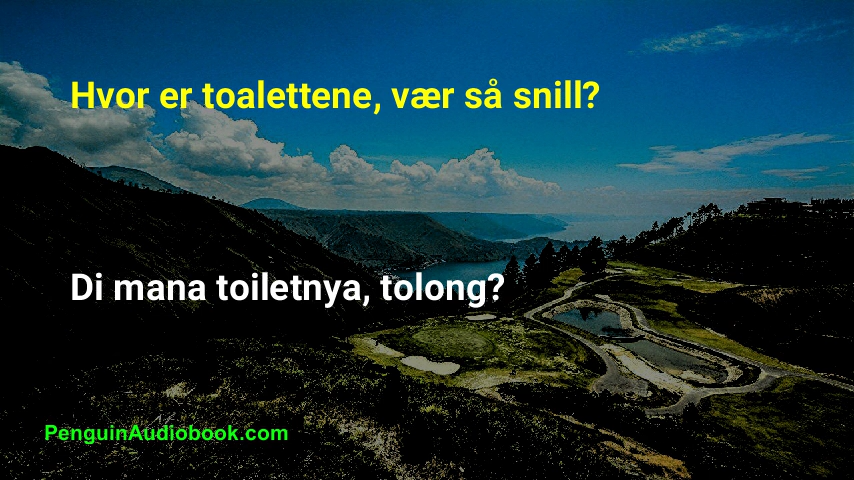 Hvor er toalettene, vær så snill?
Di mana toiletnya, tolong?
PenguinAudiobook.com